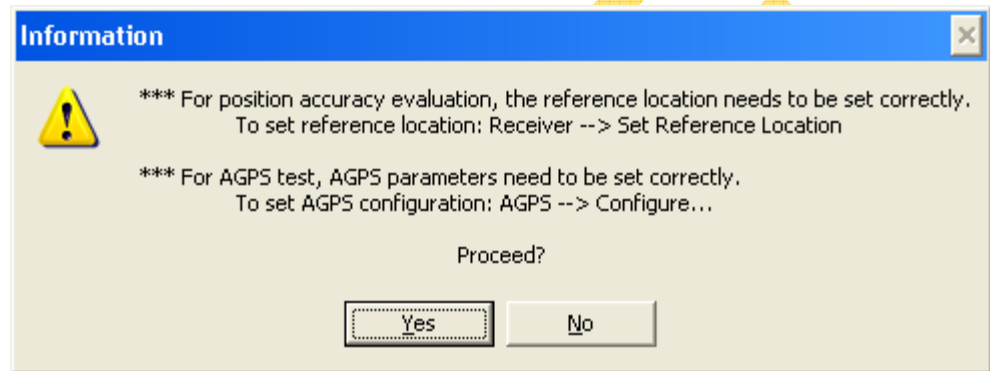 Information
*** For position accuracy evaluation, the reference location needs to be set correctly.
To set reference location: Receiver --> Set Reference Location
*** For AGPS test, AGPS parameters need to be set correctly.
To set AGPS configuration: AGPS --> Configure...
Proceed?
Yes
No